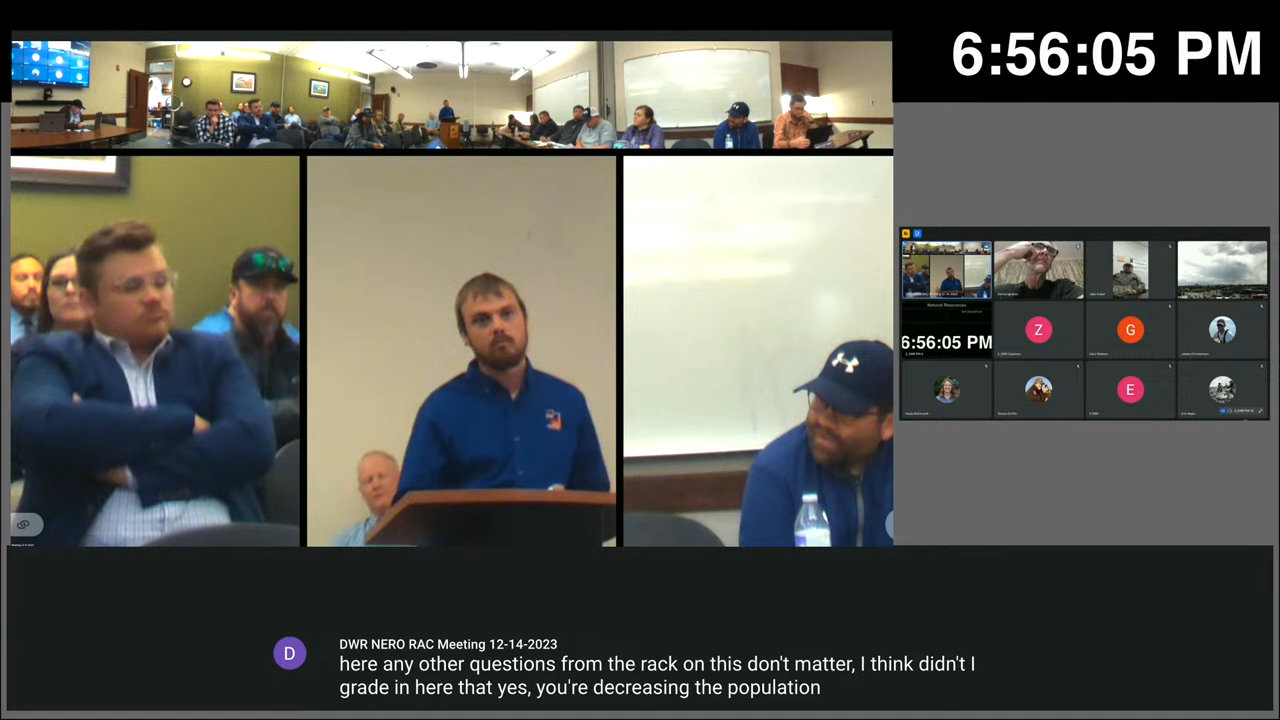 6:56:05 PM
Natural Resources
6:56:05 PM
Z
G
E
D
DWR NERO RAC Meeting 12-14-2023
here any other questions from the rack on this don't matter, I think didn't I
grade in here that yes, you're decreasing the population